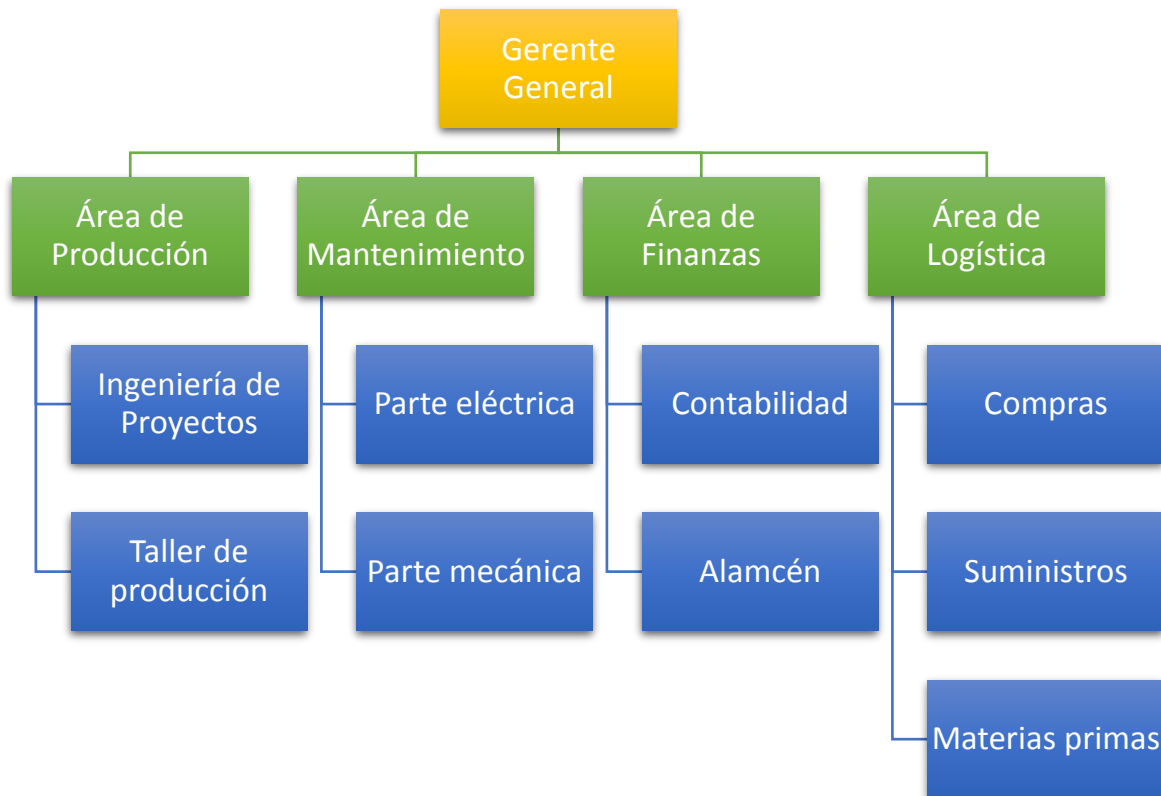 Gerente
General
Área de
Producción
Área de
Mantenimiento
Área de
Finanzas
Área de
Logística
Ingeniería de
Proyectos
Parte eléctrica
Contabilidad
Compras
Taller de
producción
Parte mecánica
Alamcén
Suministros
Materias primas